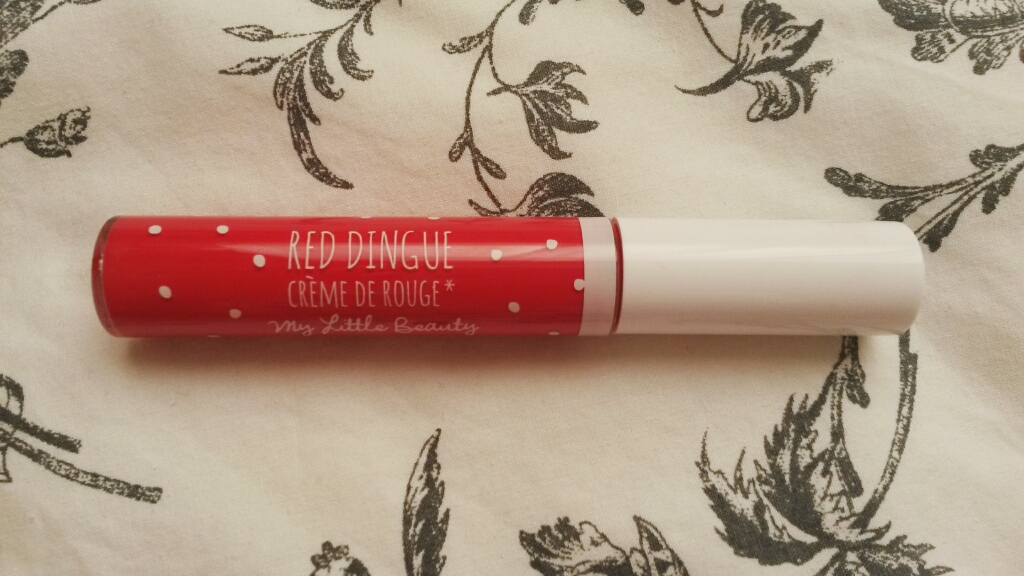 RED DINGUE
CRÈME DE ROUGE*
My Little Beauty